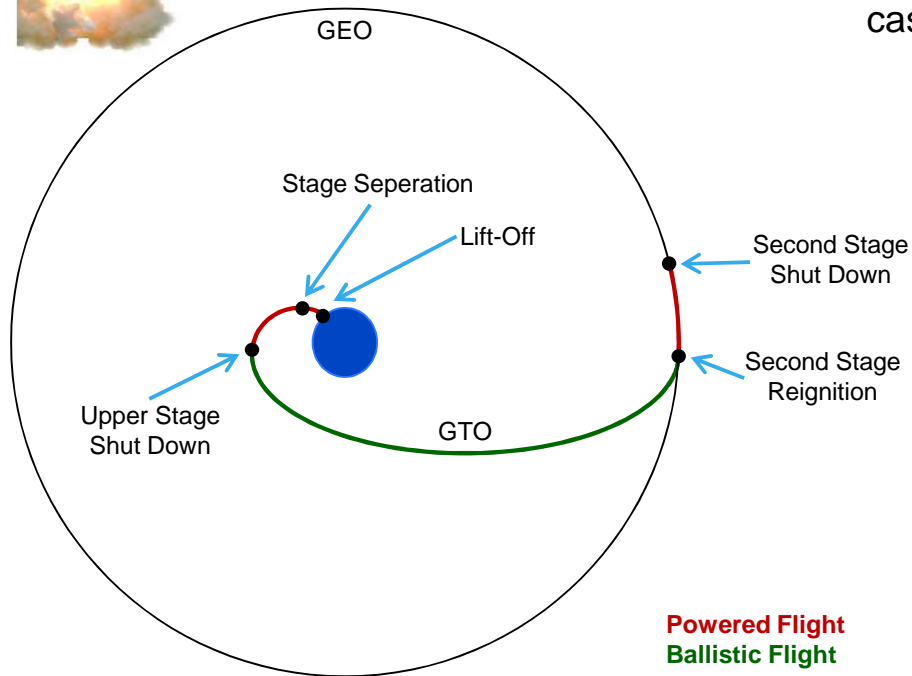 GEO
cas
Stage Seperation
Lift-Off
Second Stage
Shut Down
Second Stage
Reignition
Upper Stage
Shut Down
GTO
Powered Flight
Ballistic Flight